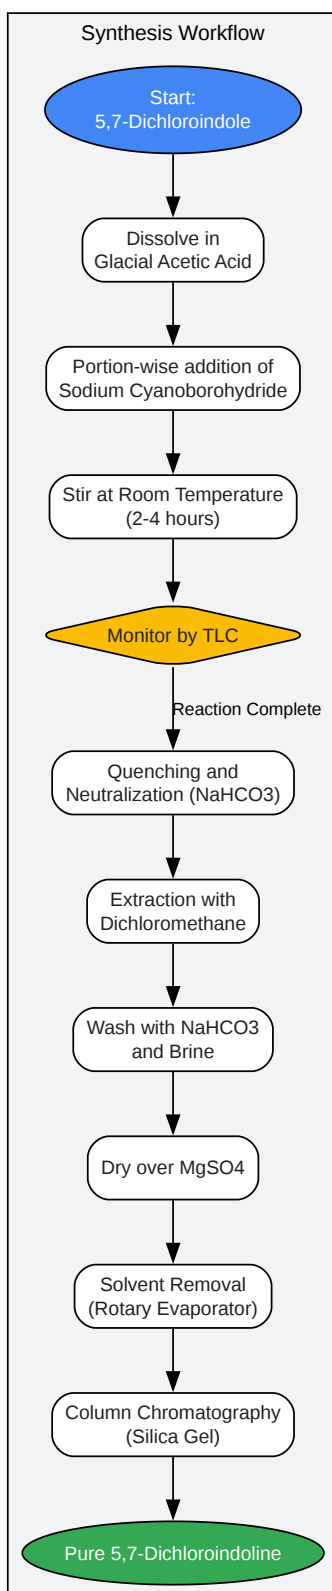 Synthesis Workflow
Start:
5,7-Dichloroindole
Dissolve in
Glacial Acetic Acid
Portion-wise addition of
Sodium Cyanoborohydride
Stir at Room Temperature
(2-4 hours)
Monitor by TLC
Reaction Complete
Quenching and
Neutralization (NaHCO3)
Extraction with
Dichloromethane
Wash with NaHCO3
and Brine
Dry over MgSO4
Solvent Removal
(Rotary Evaporator)
Column Chromatography
(Silica Gel)
Pure 5,7-Dichloroindoline